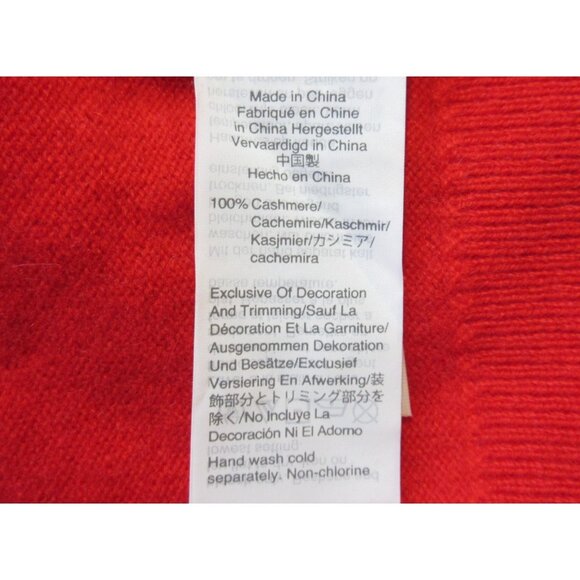 Made in China
Fabriqué en Chine
in China Hergestellt
Vervaardigd in China
中国製
Hecho en China
100% Cashmere/
Cachemire/Kaschmir/
Kasjmier/カシミア/
cachemira
Exclusive Of Decoration
And Trimming/Sauf La
Décoration Et La Garniture/
Ausgenommen Dekoration
Und Besätze/Exclusief
Versiering En Afwerking/装
飾部分とトリミング部分を
除く/No Incluye La
Decoración Ni El Adorno
Hand wash cold
separately. Non-chlorine